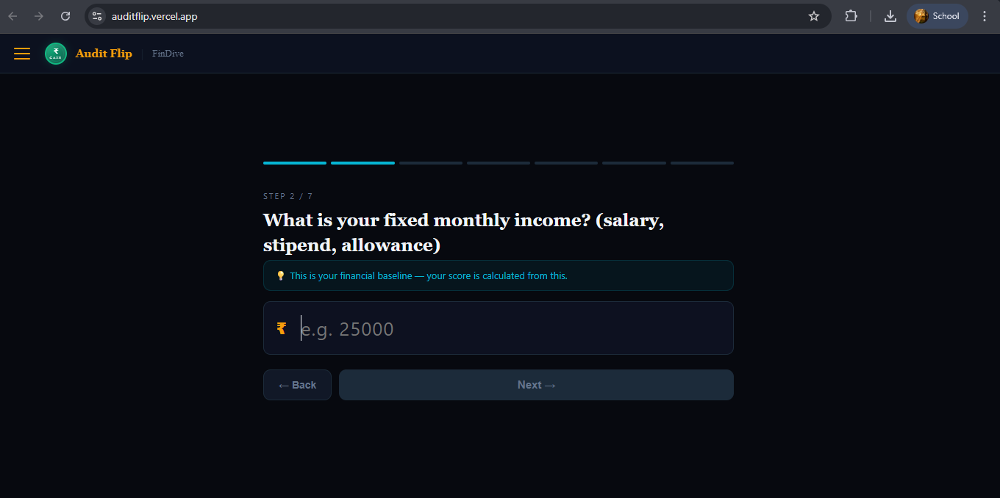 auditflip.vercel.app
School
₹
CASH
Audit Flip
FinDive
STEP 2 / 7
What is your fixed monthly income? (salary,
stipend, allowance)
💡 This is your financial baseline — your score is calculated from this.
₹ e.g. 25000
← Back
Next →